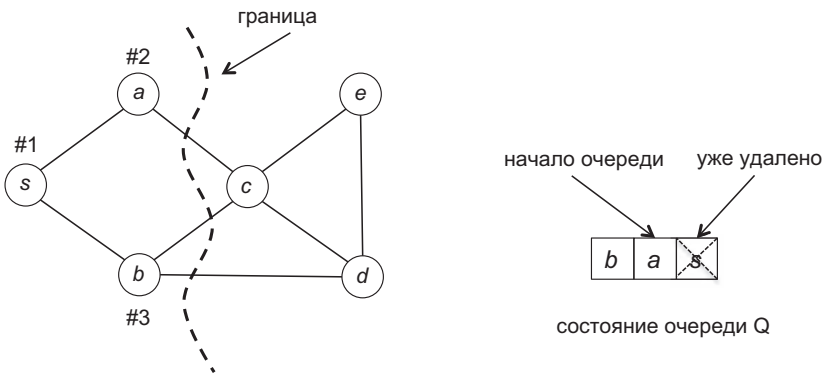 граница
#2
a
e
#1
s
c
b
d
#3
начало очереди
уже удалено
b a s
состояние очереди Q